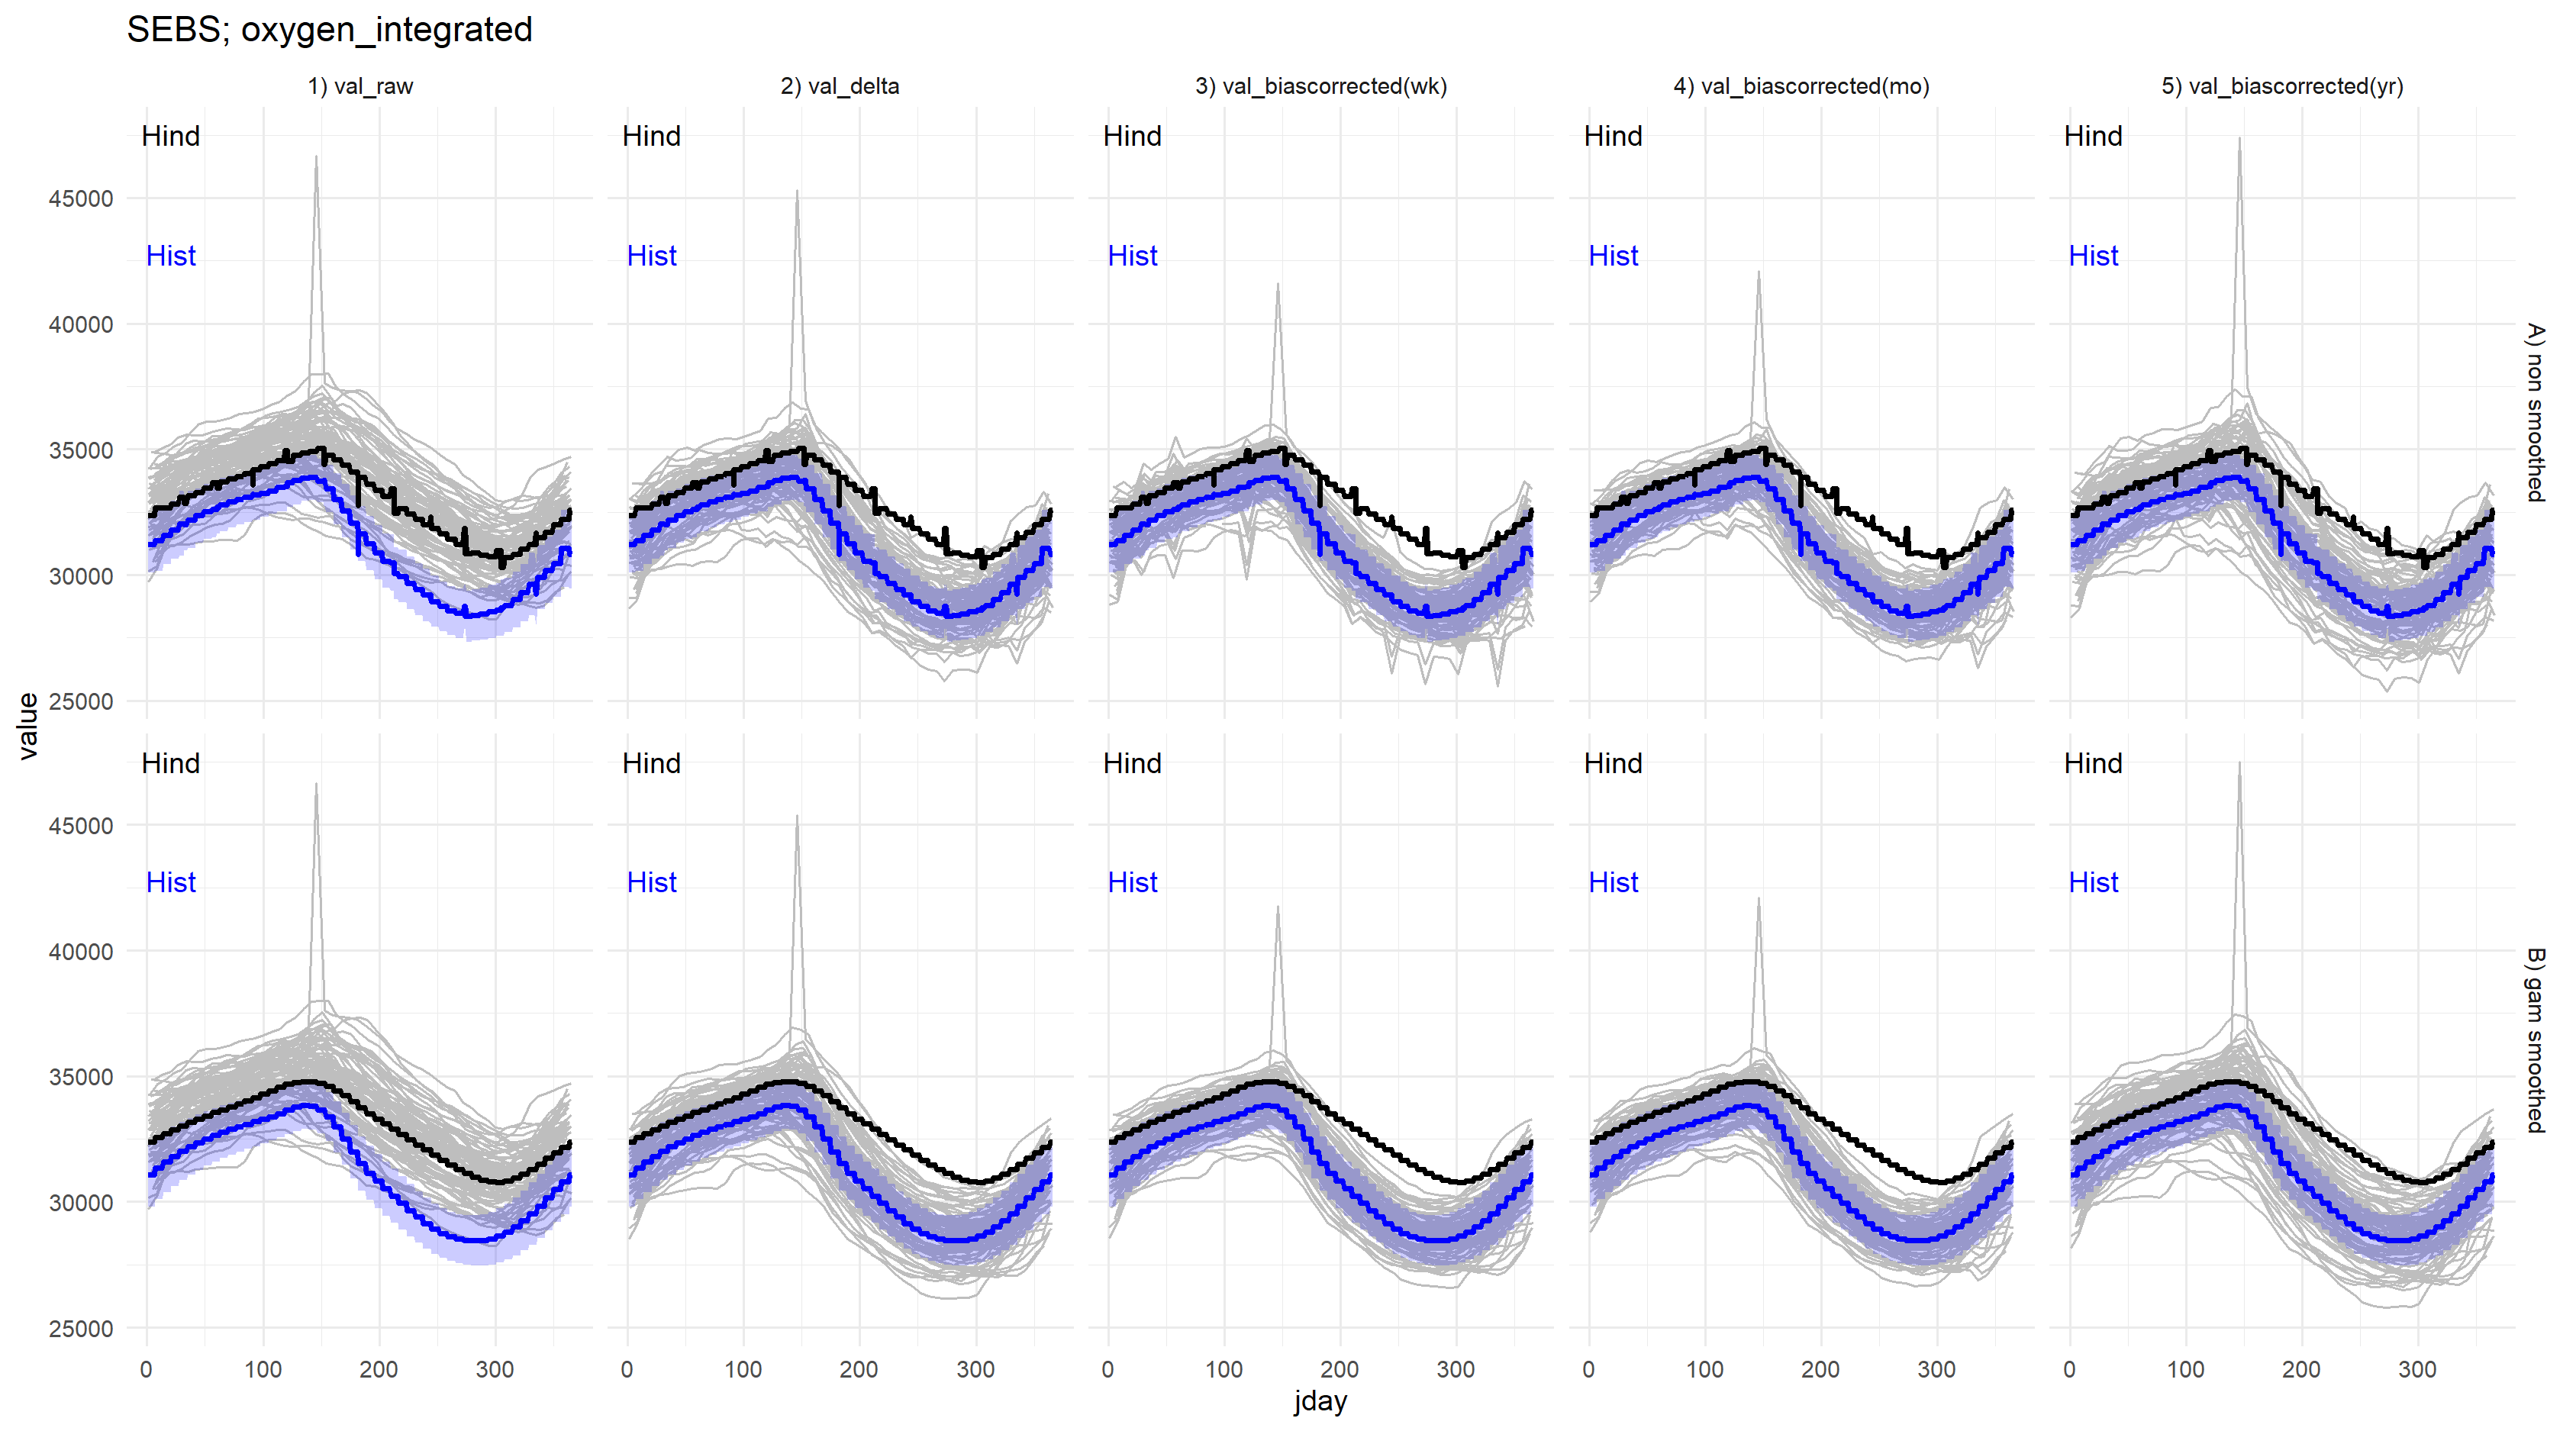 SEBS; oxygen_integrated
1) val_raw
2) val_delta
3) val_biascorrected(wk)
4) val_biascorrected(mo)
5) val_biascorrected(yr)
Hind
Hind
Hind
Hind
Hind
45000
Hist
Hist
Hist
Hist
Hist
40000
35000
30000
25000
A) non smoothed
value
Hind
Hind
Hind
Hind
Hind
45000
Hist
Hist
Hist
Hist
Hist
40000
35000
30000
25000
B) gam smoothed
0 100 200 300
0 100 200 300
0 100 200 300
0 100 200 300
0 100 200 300
jday